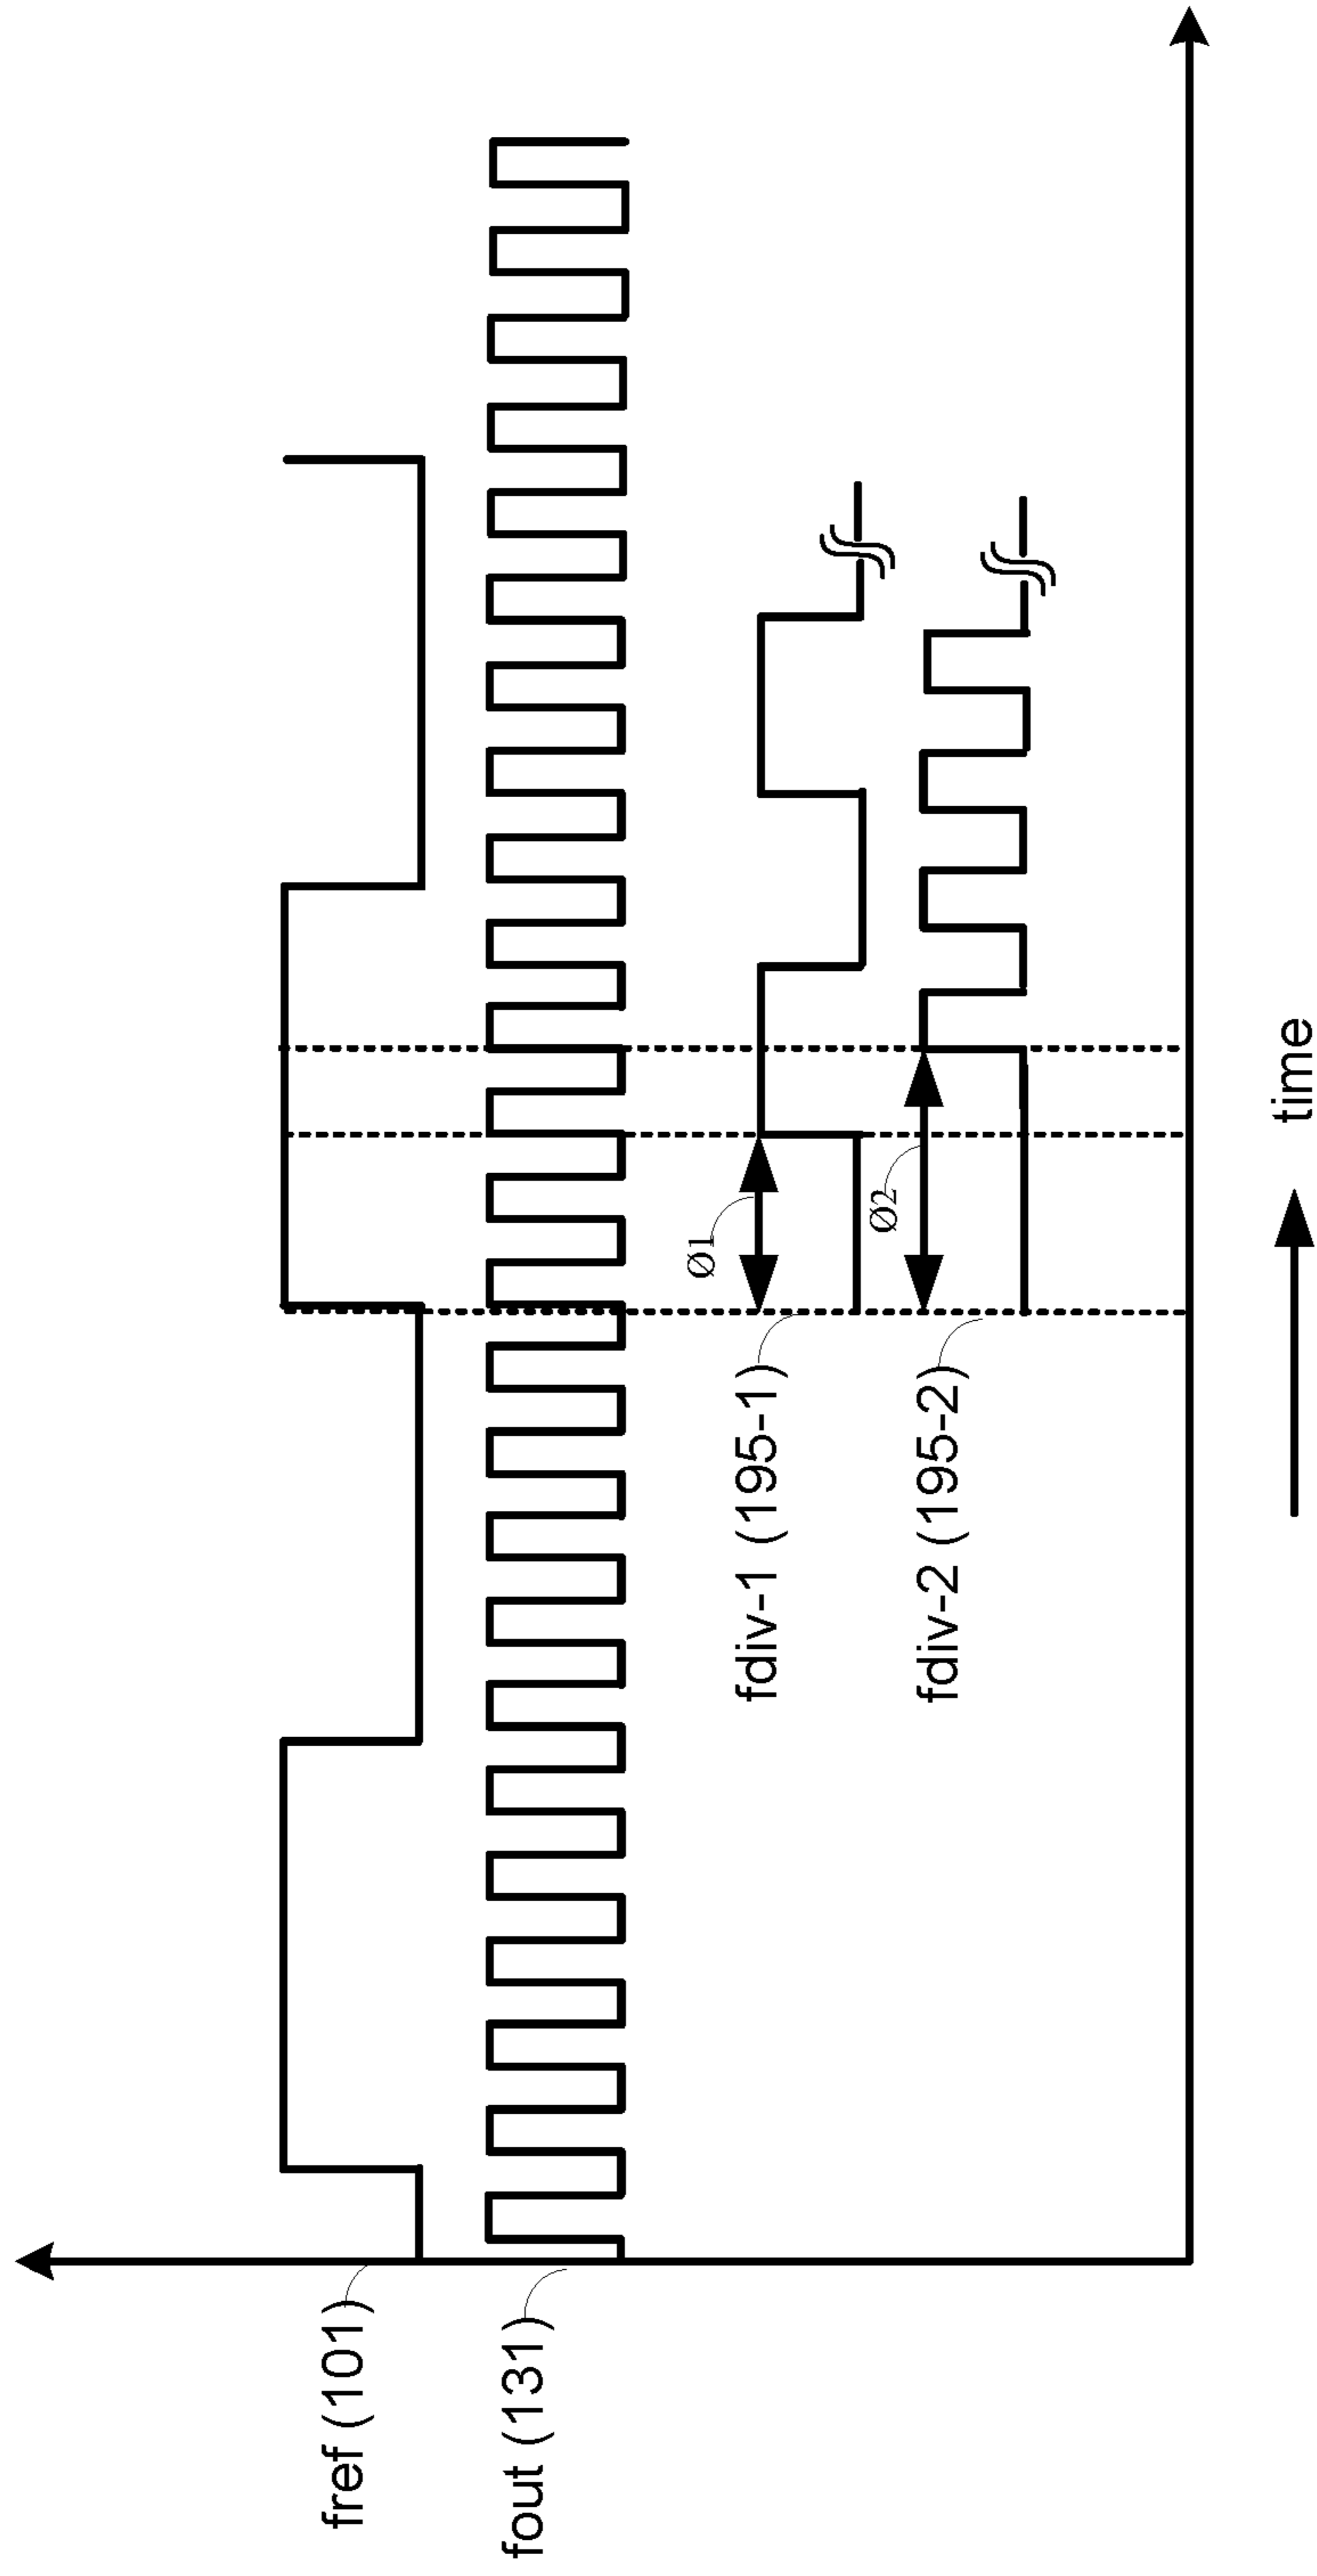 fref (101)
fout (131)
Ø1
fdiv-1 (195-1)
Ø2
fdiv-2 (195-2)
time